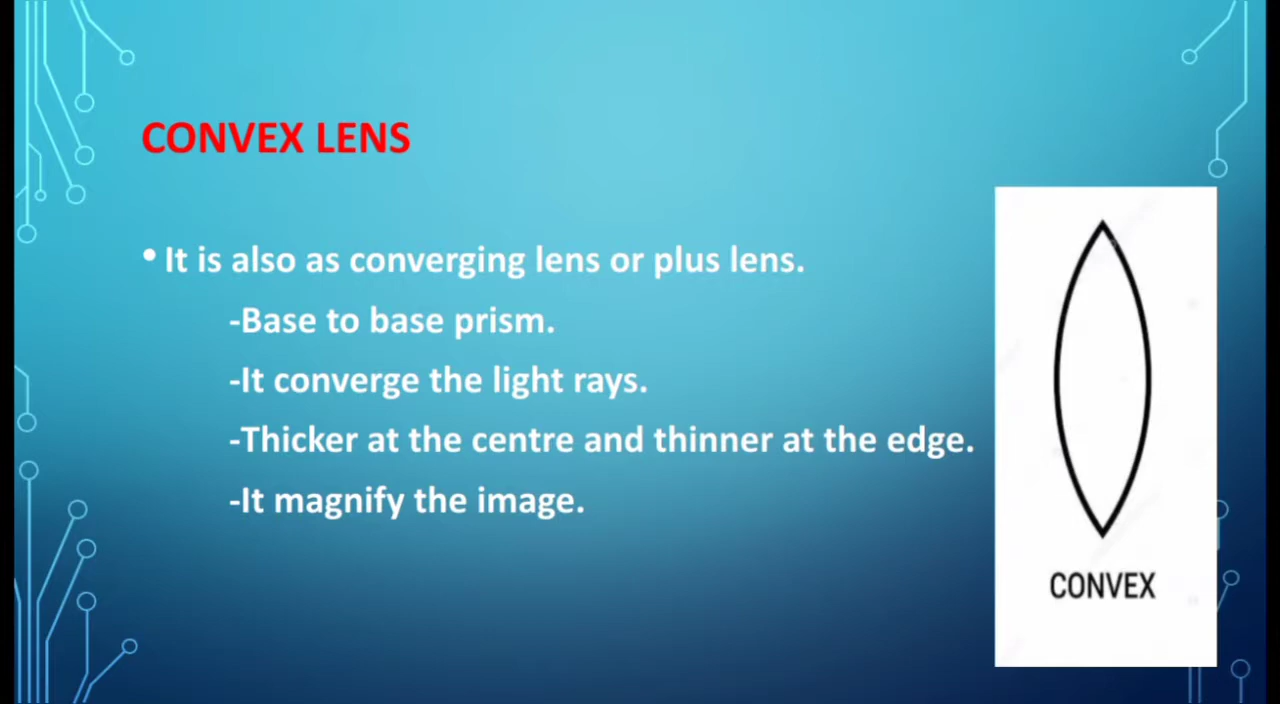 CONVEX LENS
• It is also as converging lens or plus lens.
-Base to base prism.
-It converge the light rays.
-Thicker at the centre and thinner at the edge.
-It magnify the image.
CONVEX